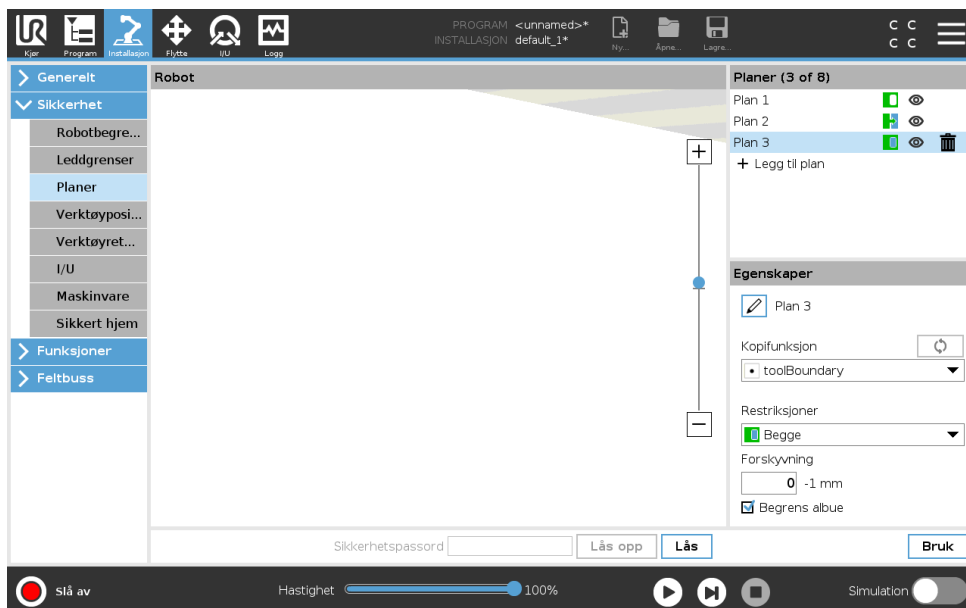 PROGRAM <unnamed>*
INSTALLASJON default_1*
Kjør Program Installasjon Flytte I/U Logg
Ny... Åpne... Lagre...
C C
C C
Generelt
Sikkerhet
Robotbegre...
Leddgrenser
Planer
Verktøyposi...
Verktøyret...
I/U
Maskinvare
Sikkert hjem
Funksjoner
Feltbuss
Robot
Planer (3 of 8)
Plan 1
Plan 2
Plan 3
+ Legg til plan
Egenskaper
Plan 3
Kopifunksjon
toolBoundary
Restriksjoner
Begge
Forskyvning
0 -1 mm
Begrens albue
Sikkerhetspassord Lås opp Lås Bruk
Slå av Hastighet 100% Simulation